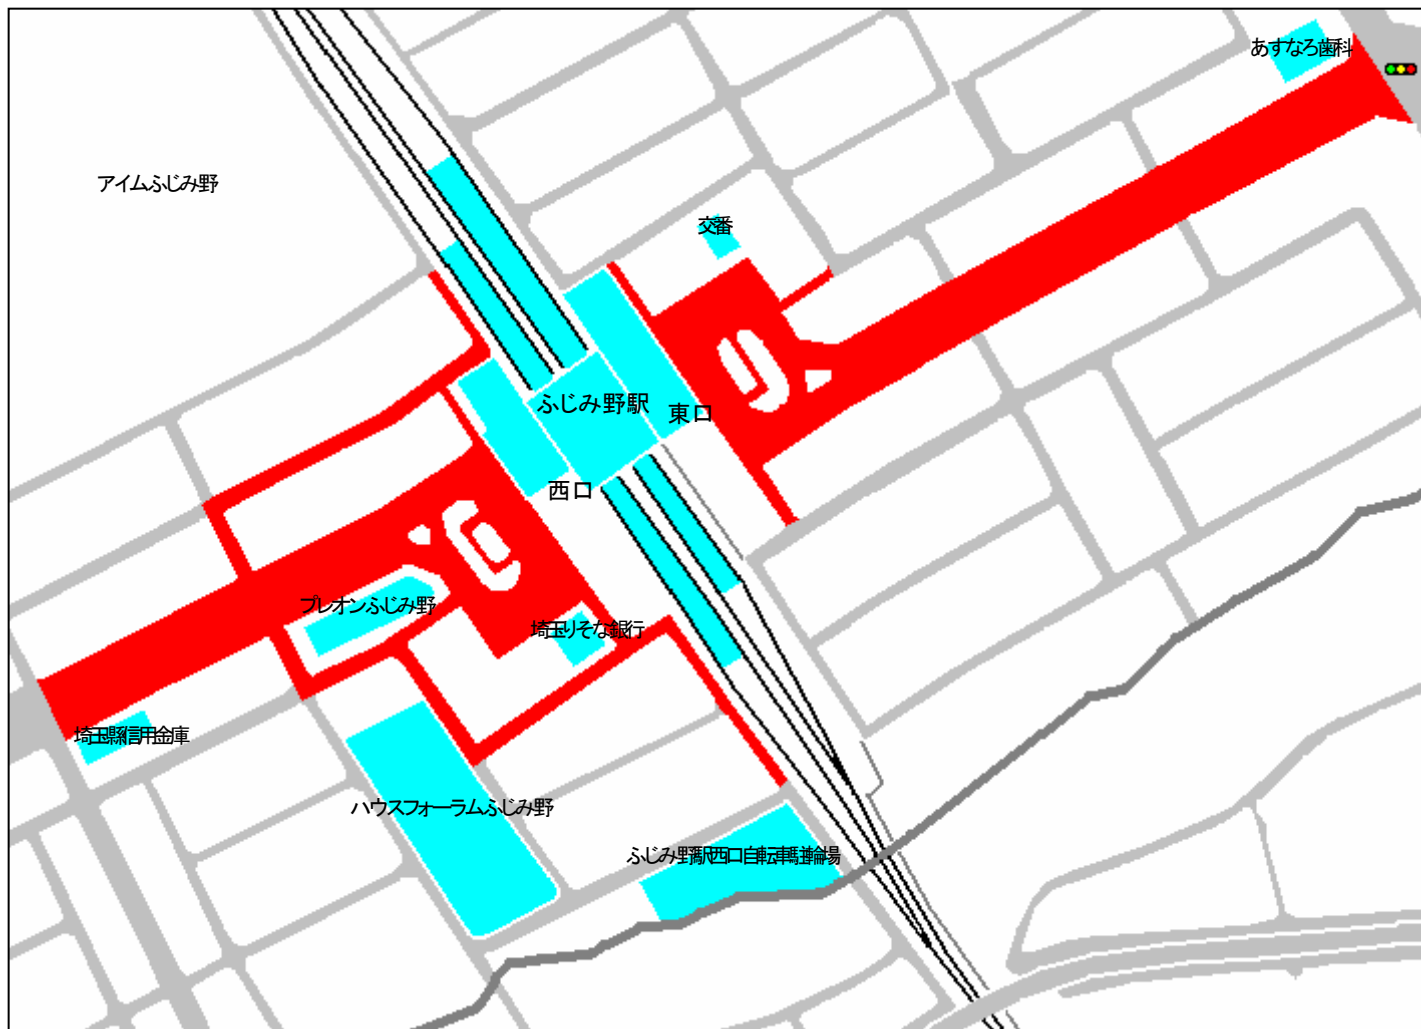 あすなろ歯科
アイムふじみ野
交番
ふじみ野駅
東口
西口
プレオンふじみ野
埼玉りそな銀行
埼玉縣信用金庫
ハウスフォーラムふじみ野
ふじみ野駅西口自転車駐輪場